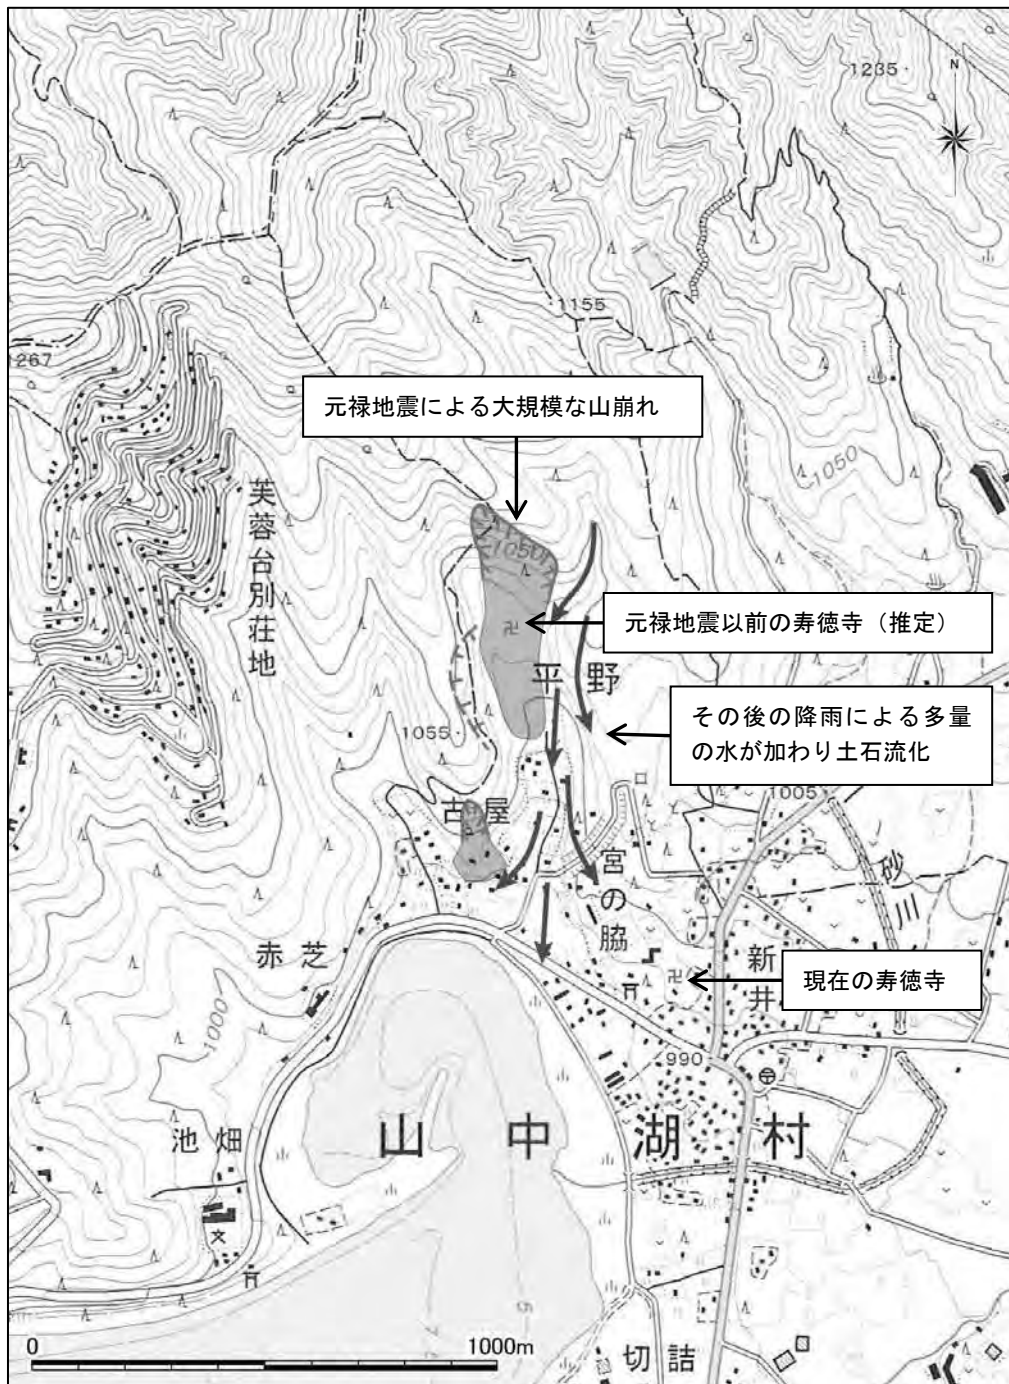 1235
N
1155
1267
元禄地震による大規模な山崩れ
1050
芙蓉台別荘地
1050
元禄地震以前の寿徳寺（推定）
平野
その後の降雨による多量
の水が加わり土石流化
1055
1005
古屋
砂川
宮の脇
赤芝
新井
現在の寿徳寺
1000
990
山中湖村
池畑
文
0
1000m
切詰